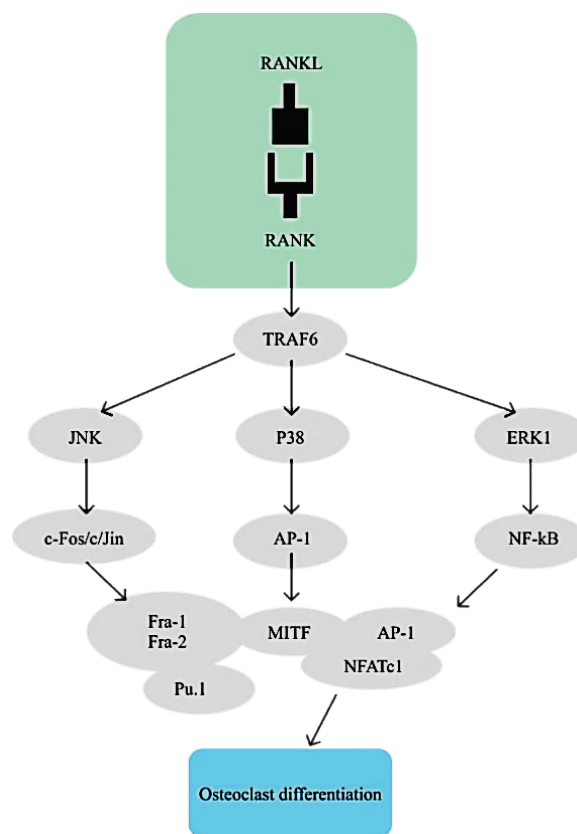 RANKL
RANK
TRAF6
JNK
P38
ERK1
c-Fos/c/Jin
AP-1
NF-kB
Fra-1
Fra-2
MITF
AP-1
NFATc1
Pu.1
Osteoclast differentiation